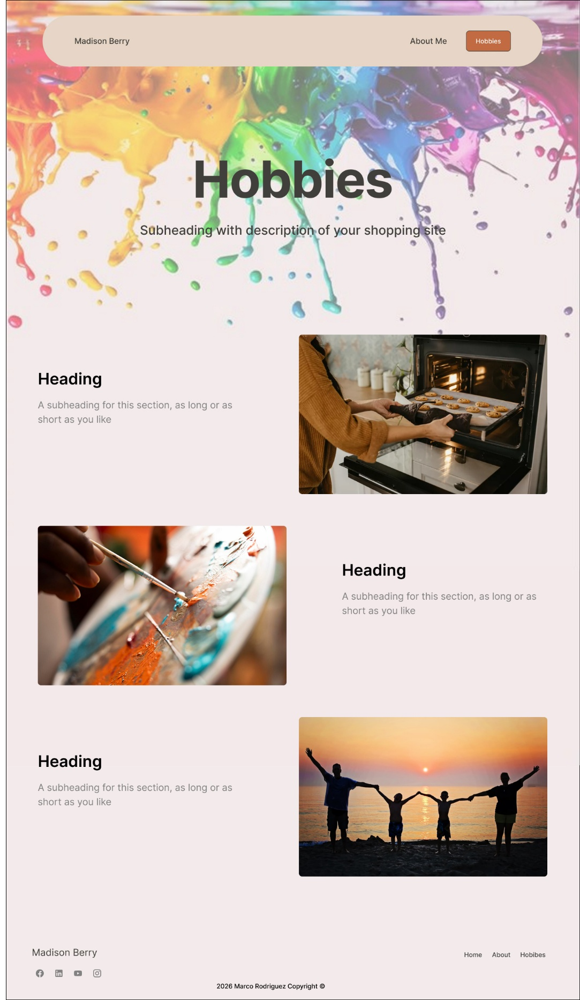 Madison Berry
About Me
Hobbies
Hobbies
Subheading with description of your shopping site
Heading
A subheading for this section, as long or as
short as you like
Heading
A subheading for this section, as long or as
short as you like
Heading
A subheading for this section, as long or as
short as you like
Madison Berry
Home About Hobibes
2026 Marco Rodriguez Copyright ©